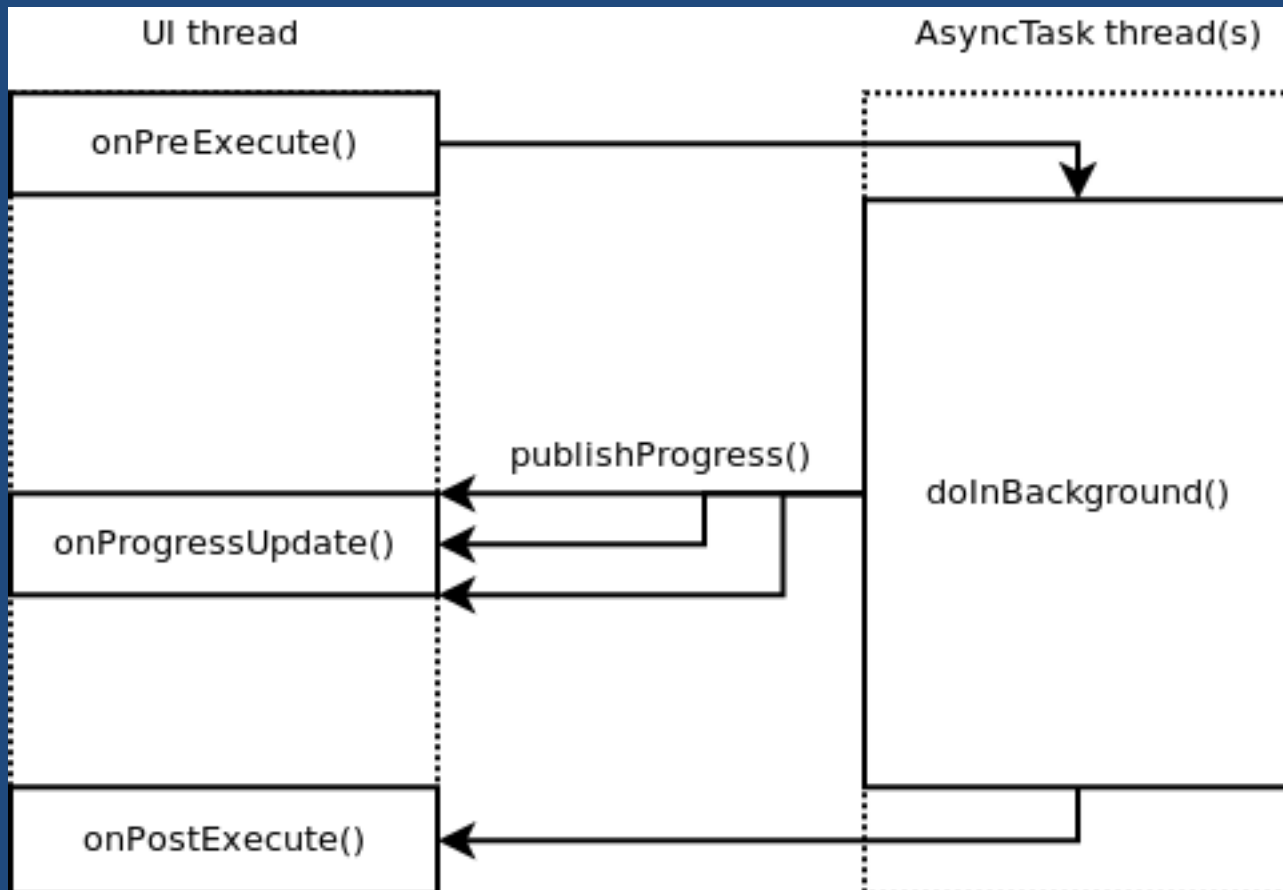 UI thread
AsyncTask thread(s)
onPreExecute()
publishProgress()
doInBackground()
onProgressUpdate()
onPostExecute()